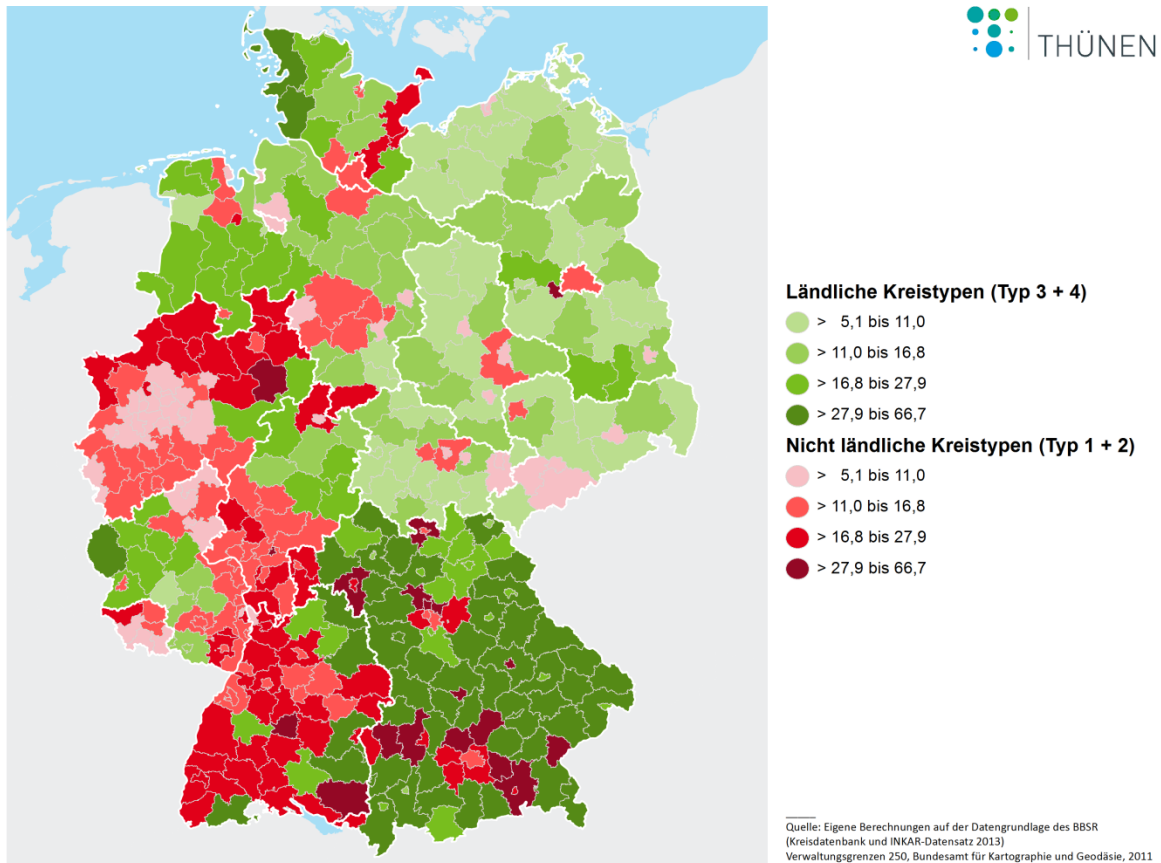 THÜNEN
Ländliche Kreistypen (Typ 3 + 4)
> 5,1 bis 11,0
> 11,0 bis 16,8
> 16,8 bis 27,9
> 27,9 bis 66,7
Nicht ländliche Kreistypen (Typ 1 + 2)
> 5,1 bis 11,0
> 11,0 bis 16,8
> 16,8 bis 27,9
> 27,9 bis 66,7
Quelle: Eigene Berechnungen auf der Datengrundlage des BBSR
(Kreisdatenbank und INKAR-Datensatz 2013)
Verwaltungsgrenzen 250, Bundesamt für Kartographie und Geodäsie, 2011